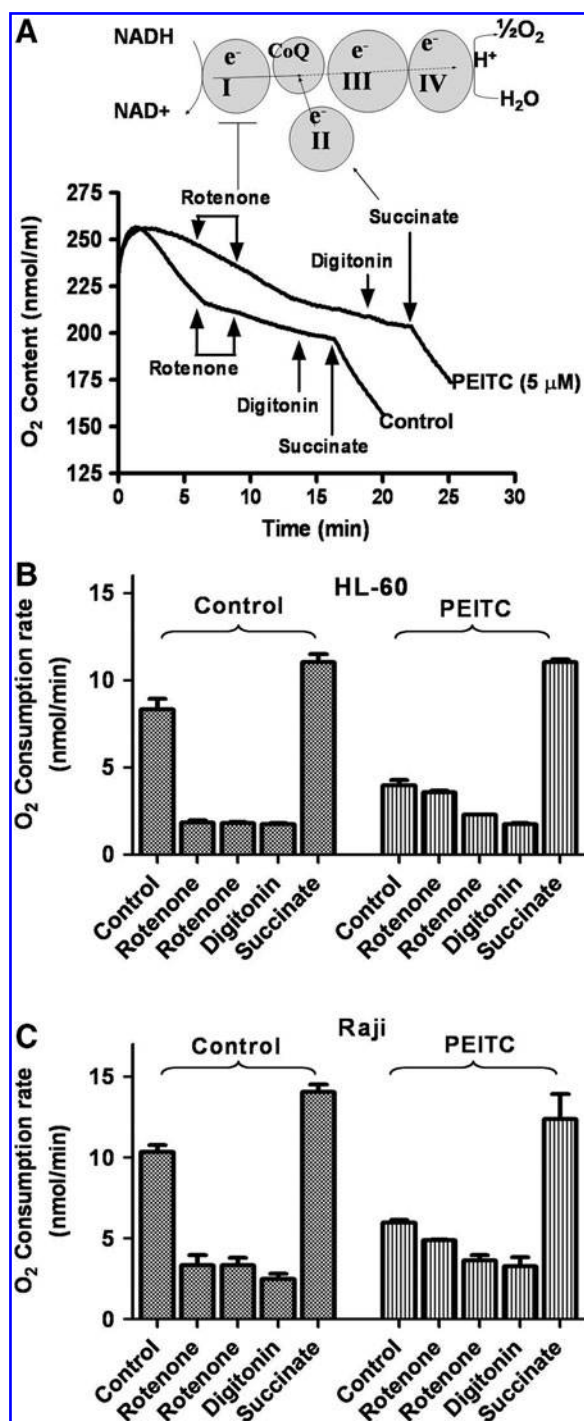 A
NADH
NAD+
e⁻
I
CoQ
e⁻
III
e⁻
IV
e⁻
II
½O₂
H⁺
H₂O
O₂ Content (nmol/ml)
275
250
225
200
175
150
125
Rotenone
Succinate
Digitonin
Rotenone
Digitonin
Succinate
PEITC (5 μM)
Control
0 5 10 15 20 25 30
Time (min)
B
HL-60
Control
PEITC
O₂ Consumption rate
(nmol/min)
15
10
5
0
Control
Rotenone
Rotenone
Digitonin
Succinate
Control
Rotenone
Rotenone
Digitonin
Succinate
C
Raji
Control
PEITC
O₂ Consumption rate
(nmol/min)
15
10
5
0
Control
Rotenone
Rotenone
Digitonin
Succinate
Control
Rotenone
Rotenone
Digitonin
Succinate